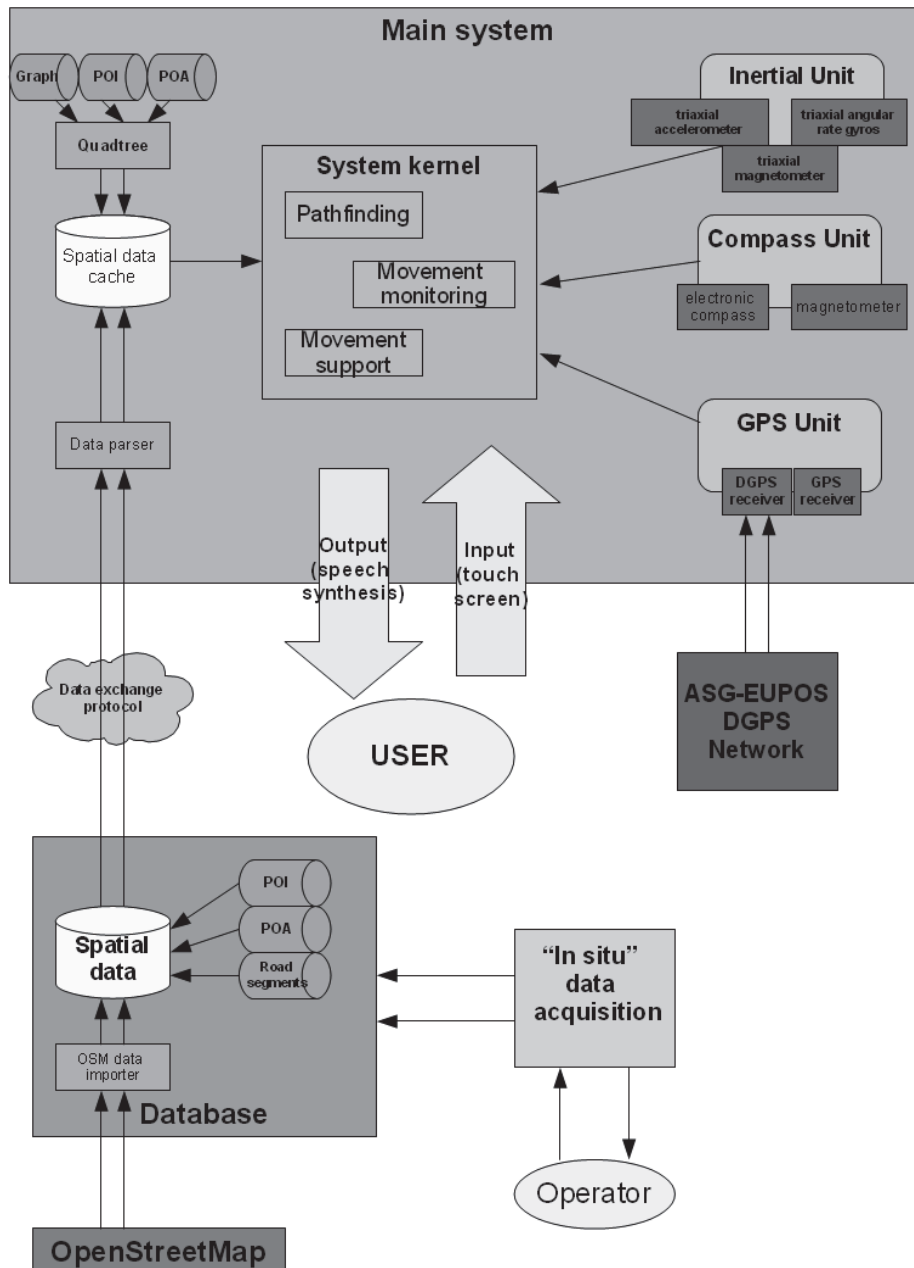 Main system
Graph
POI
POA
Quadtree
Spatial data
cache
Data parser
System kernel
Pathfinding
Movement
monitoring
Movement
support
Inertial Unit
triaxial
accelerometer
triaxial angular
rate gyros
triaxial
magnetometer
Compass Unit
electronic
compass
magnetometer
GPS Unit
DGPS
receiver
GPS
receiver
Output
(speech
synthesis)
Input
(touch
screen)
Data exchange
protocol
USER
ASG-EUPOS
DGPS
Network
POI
POA
Road
segments
Spatial
data
OSM data
importer
Database
“In situ”
data
acquisition
Operator
OpenStreetMap